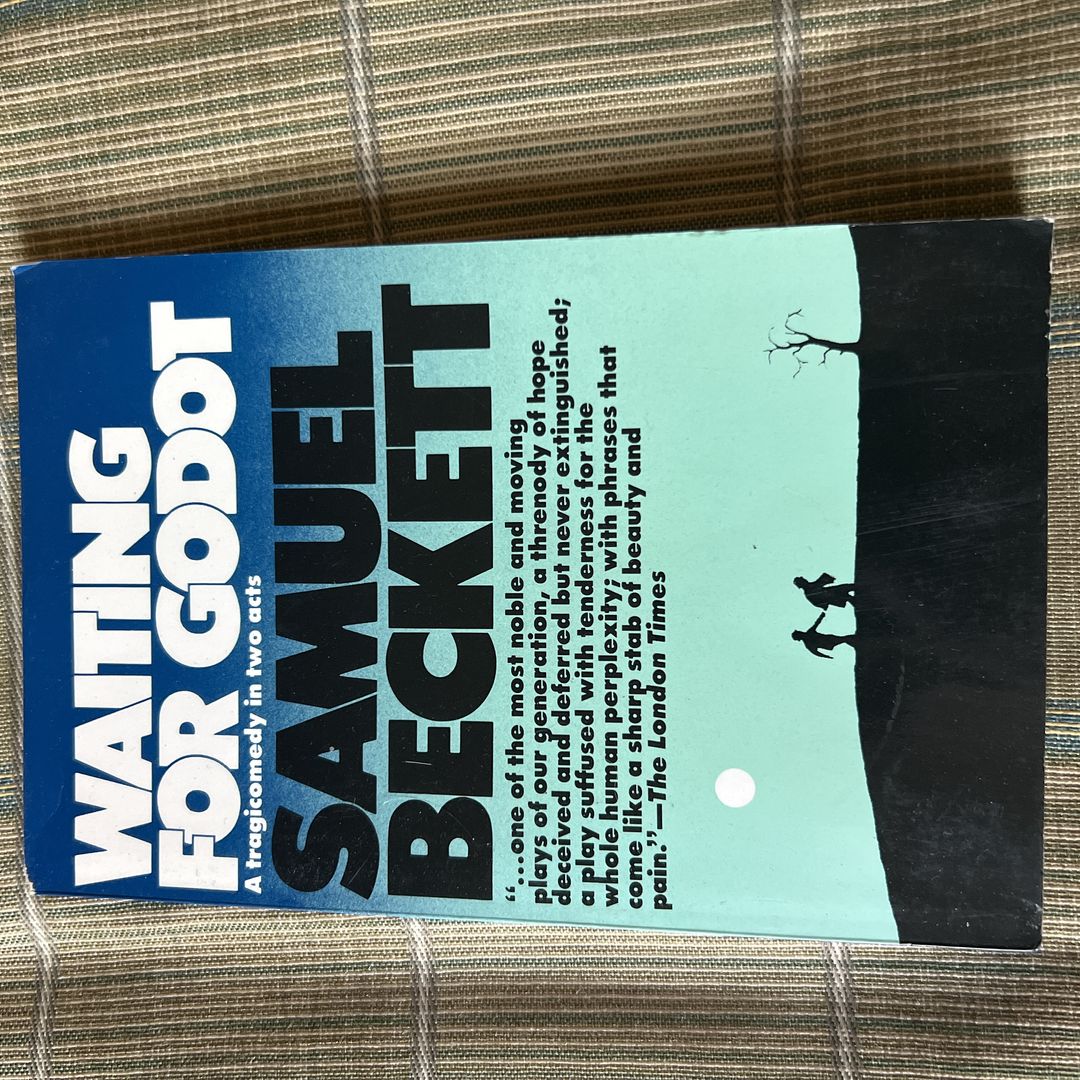 WAITING
FOR GODOT
A tragicomedy in two acts
SAMUEL
BECKETT
“...one of the most noble and moving
plays of our generation, a threnody of hope
deceived and deferred but never extinguished;
a play suffused with tenderness for the
whole human perplexity; with phrases that
come like a sharp stab of beauty and
pain.”—The London Times